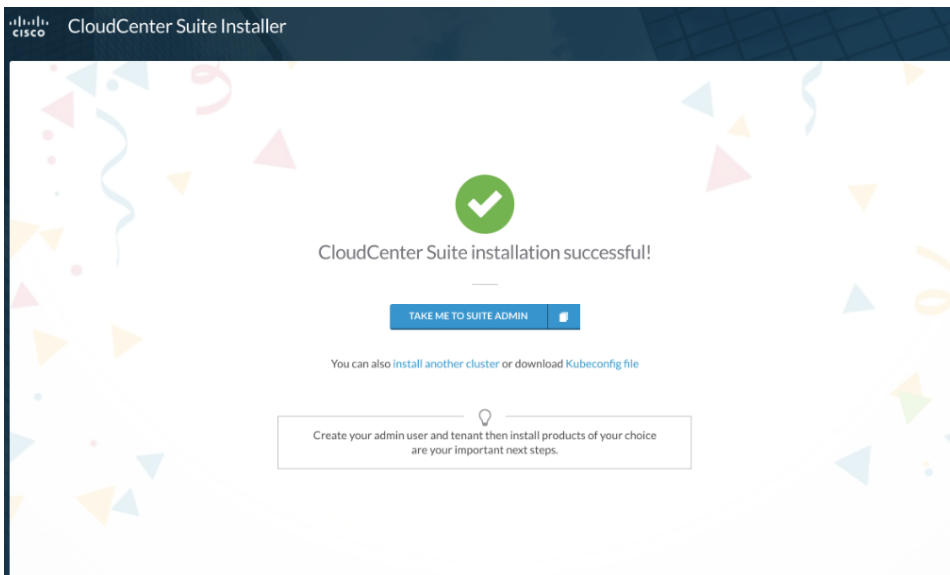 CISCO
CloudCenter Suite Installer
CloudCenter Suite installation successful!
TAKE ME TO SUITE ADMIN
You can also install another cluster or download Kubeconfig file
Create your admin user and tenant then install products of your choice
are your important next steps.